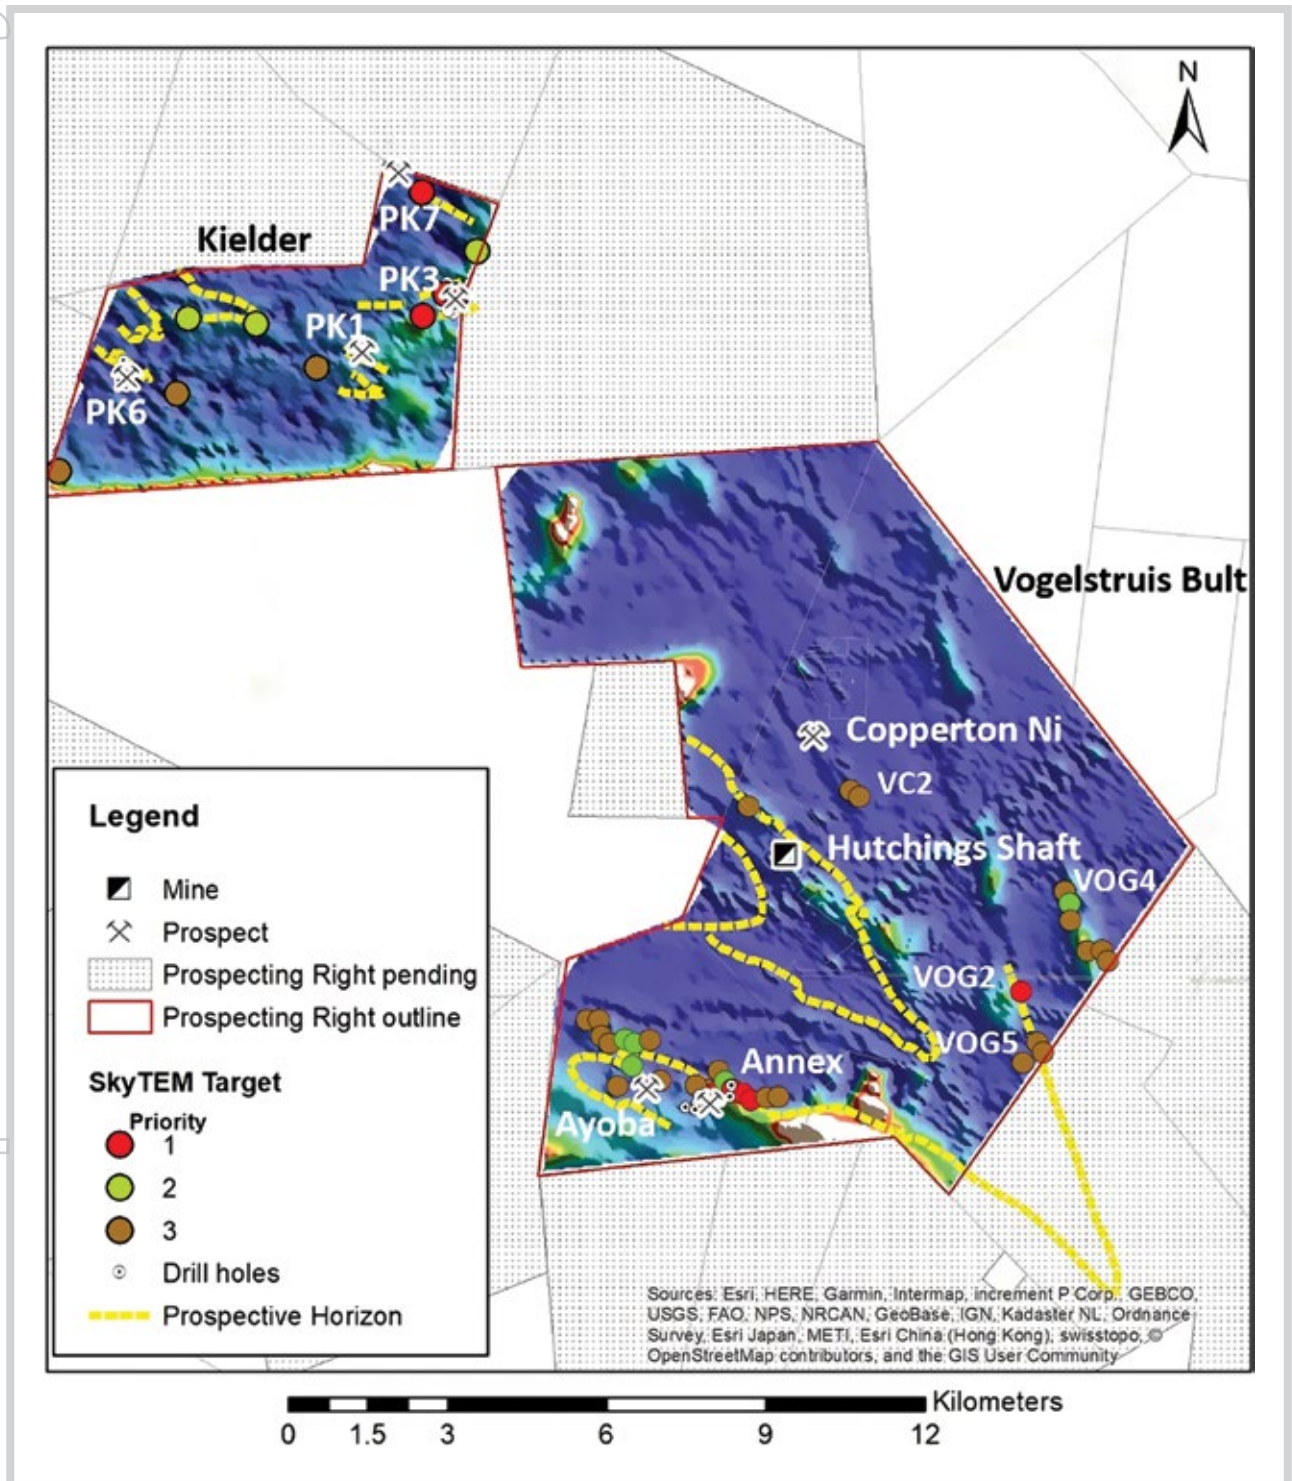 N
Kielder
PK7
PK3
PK1
PK6
Vogelstruis Bult
Copperton Ni
VC2
Hutchings Shaft
VOG4
VOG2
VOG5
Annex
Ayoba
Legend
Mine
Prospect
Prospecting Right pending
Prospecting Right outline
SkyTEM Target
Priority
1
2
3
Drill holes
Prospective Horizon
Sources: Esri, HERE, Garmin, Intermap, increment P Corp., GEBCO,
USGS, FAO, NPS, NRCAN, GeoBase, IGN, Kadaster NL, Ordnance
Survey, Esri Japan, METI, Esri China (Hong Kong), swisstopo, ©
OpenStreetMap contributors, and the GIS User Community
Kilometers
0 1.5 3 6 9 12